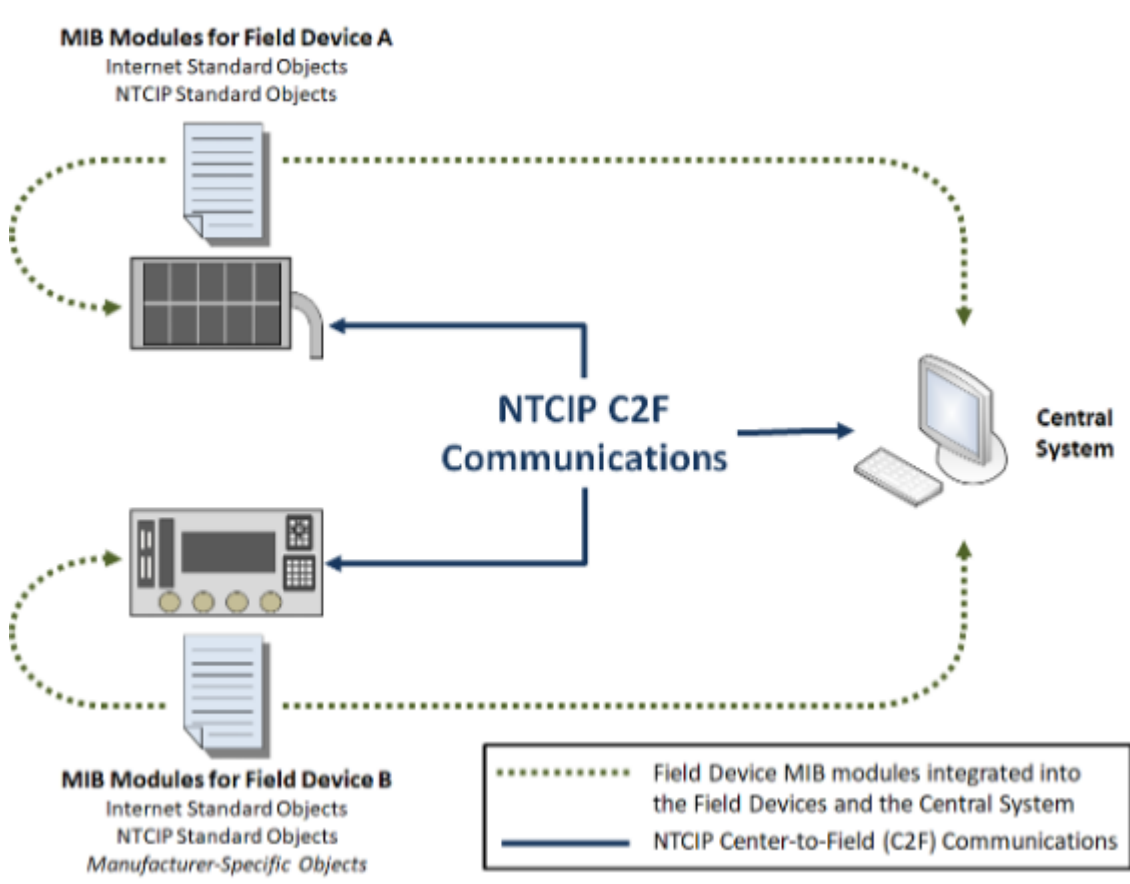 MIB Modules for Field Device A
Internet Standard Objects
NTCIP Standard Objects
NTCIP C2F
Communications
Central
System
MIB Modules for Field Device B
Internet Standard Objects
NTCIP Standard Objects
Manufacturer-Specific Objects
Field Device MIB modules integrated into
the Field Devices and the Central System
NTCIP Center-to-Field (C2F) Communications